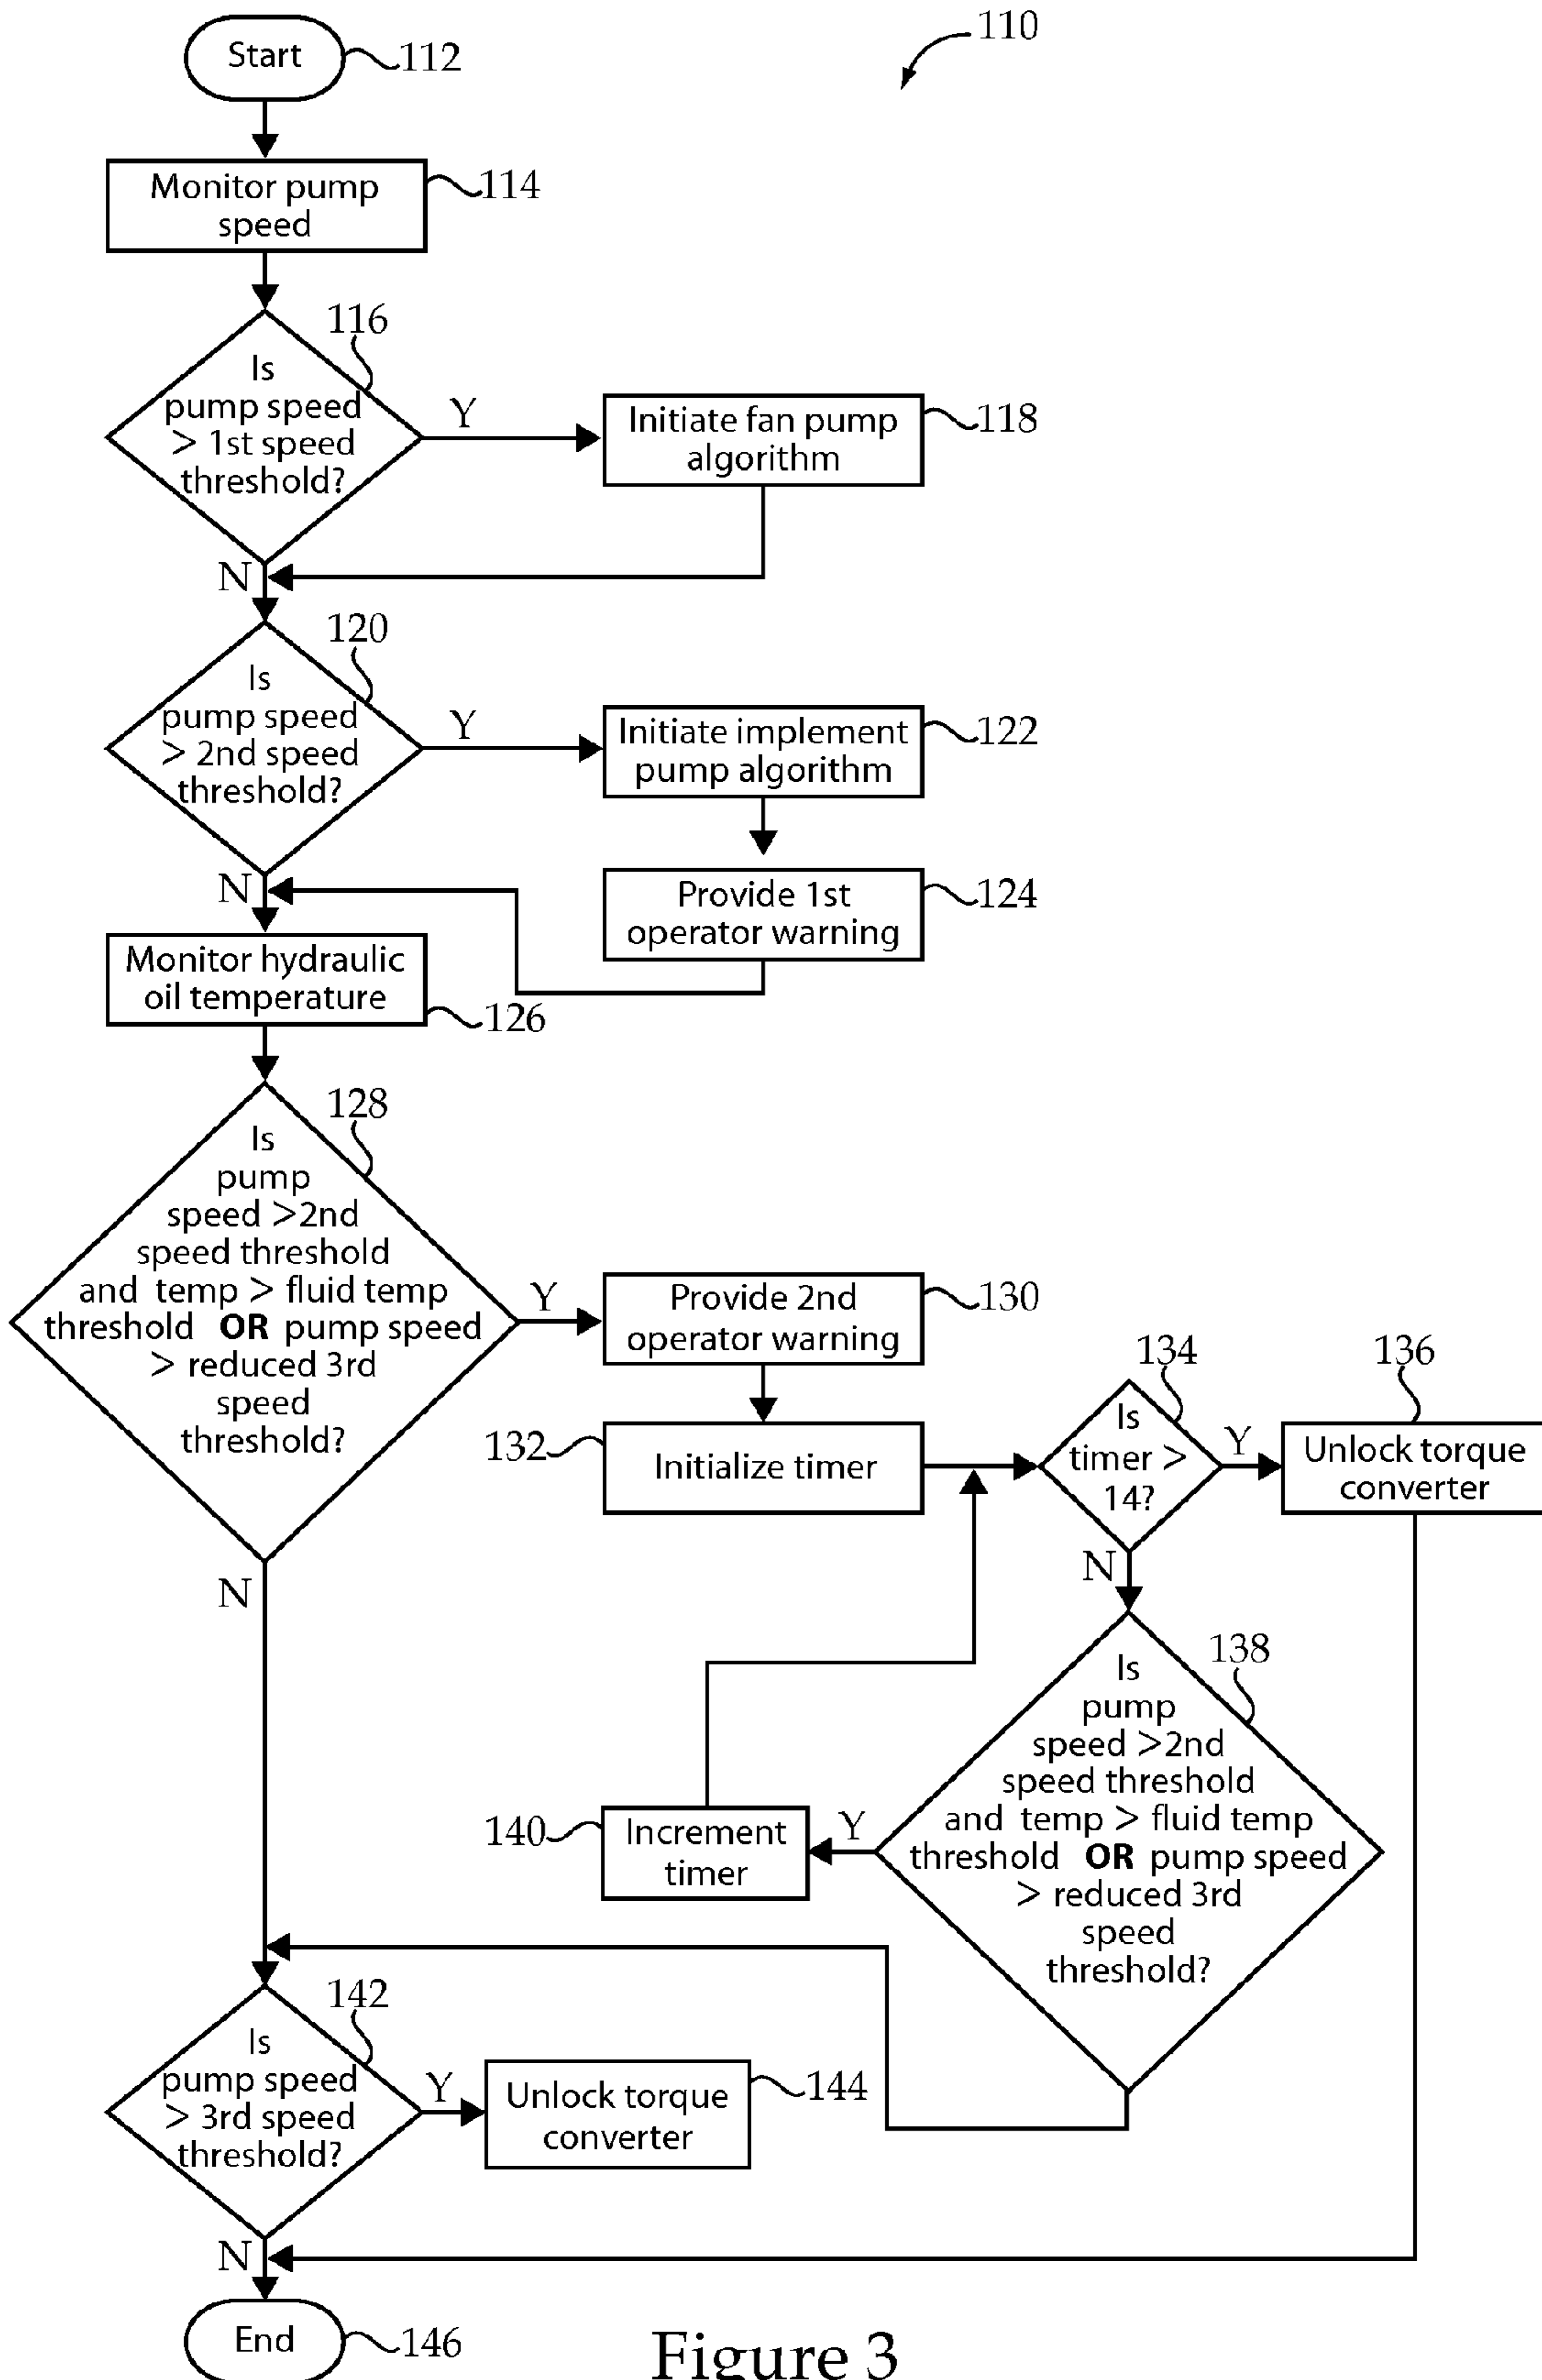 110
Start
112
Monitor pump
speed
114
116
Is
pump speed
> 1st speed
threshold?
Y
Initiate fan pump
algorithm
118
N
120
Is
pump speed
> 2nd speed
threshold?
Y
Initiate implement
pump algorithm
122
Provide 1st
operator warning
124
N
Monitor hydraulic
oil temperature
126
128
Is
pump
speed >2nd
speed threshold
and temp > fluid temp
threshold OR pump speed
> reduced 3rd
speed
threshold?
Y
Provide 2nd
operator warning
130
132
Initialize timer
134
Is
timer >
14?
Y
136
Unlock torque
converter
N
N
138
Is
pump
speed >2nd
speed threshold
and temp > fluid temp
threshold OR pump speed
> reduced 3rd
speed
threshold?
Y
140
Increment
timer
142
Is
pump speed
> 3rd speed
threshold?
Y
Unlock torque
converter
144
N
End
146
Figure 3